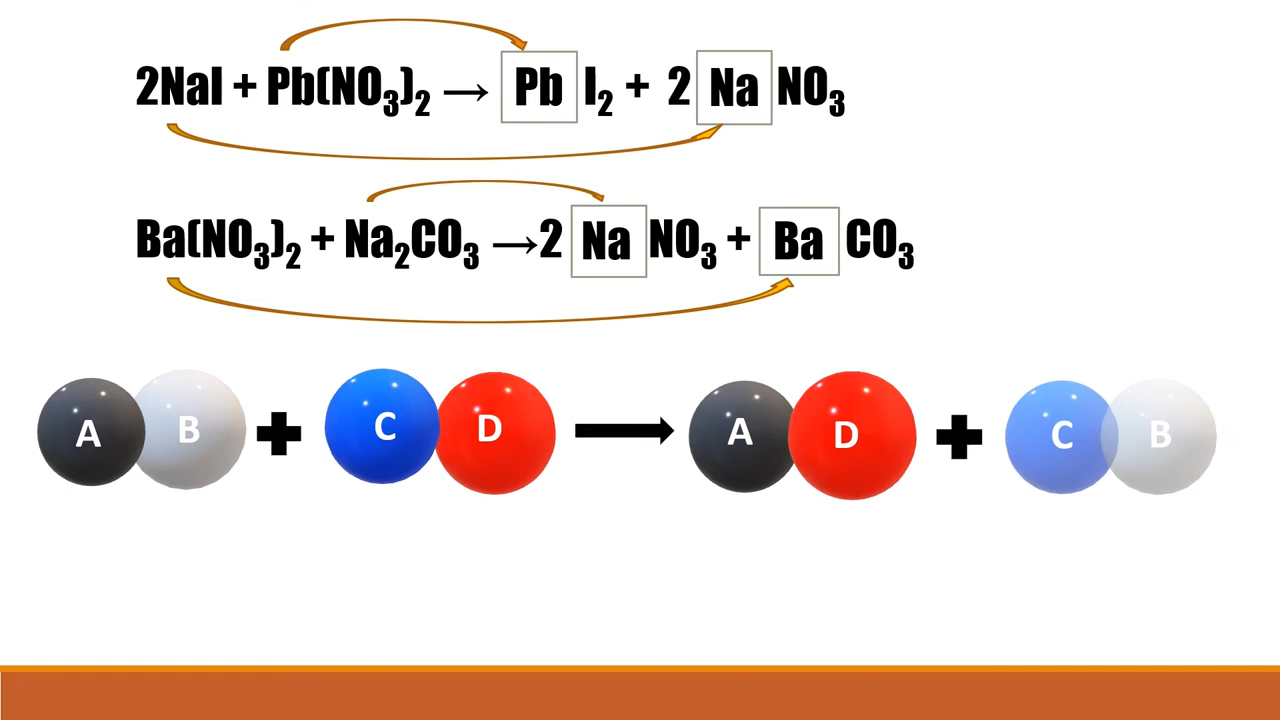 2NaI + Pb(NO₃)₂ → Pb I₂ + 2 Na NO₃
Ba(NO₃)₂ + Na₂CO₃ →2 Na NO₃ + Ba CO₃
A B + C D → A D + C B